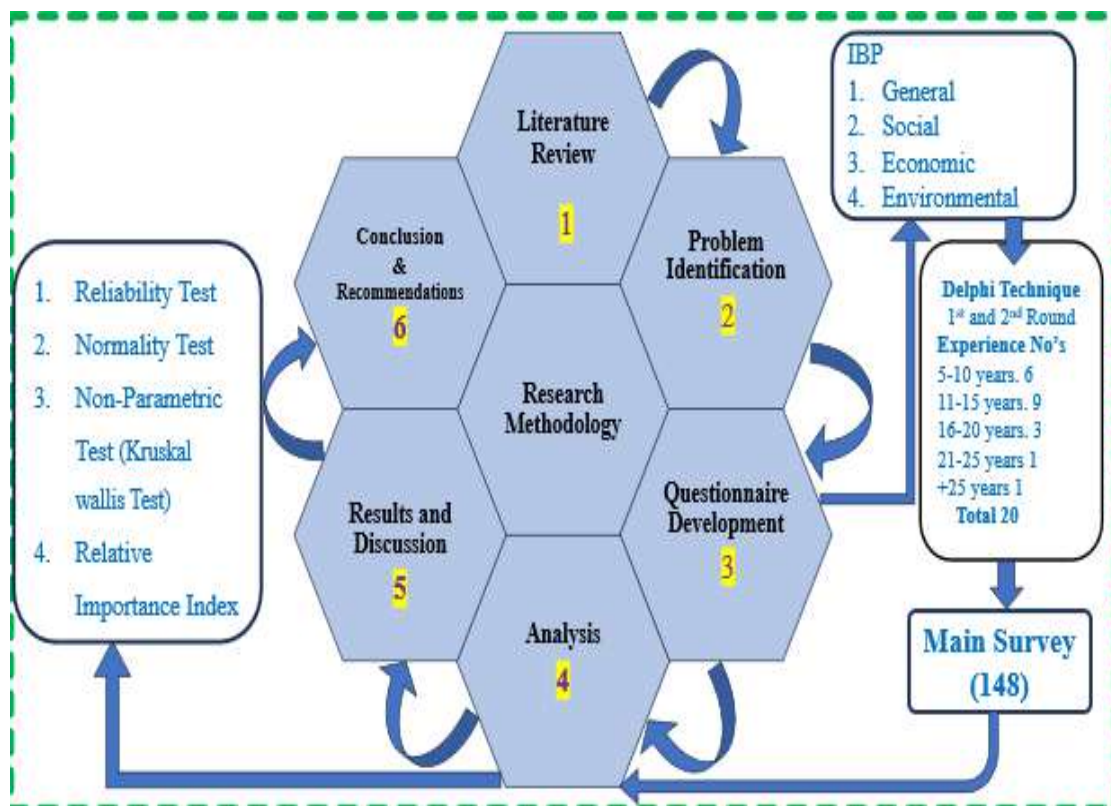 Literature
Review
1
Problem
Identification
2
Questionnaire
Development
3
Analysis
4
Results and
Discussion
5
Conclusion
&
Recommendations
6
Research
Methodology
IBP
1. General
2. Social
3. Economic
4. Environmental
Delphi Technique
1st and 2nd Round
Experience No's
5-10 years. 6
11-15 years. 9
16-20 years. 3
21-25 years 1
+25 years 1
Total 20
Main Survey
(148)
1. Reliability Test
2. Normality Test
3. Non-Parametric
Test (Kruskal
wallis Test)
4. Relative
Importance Index